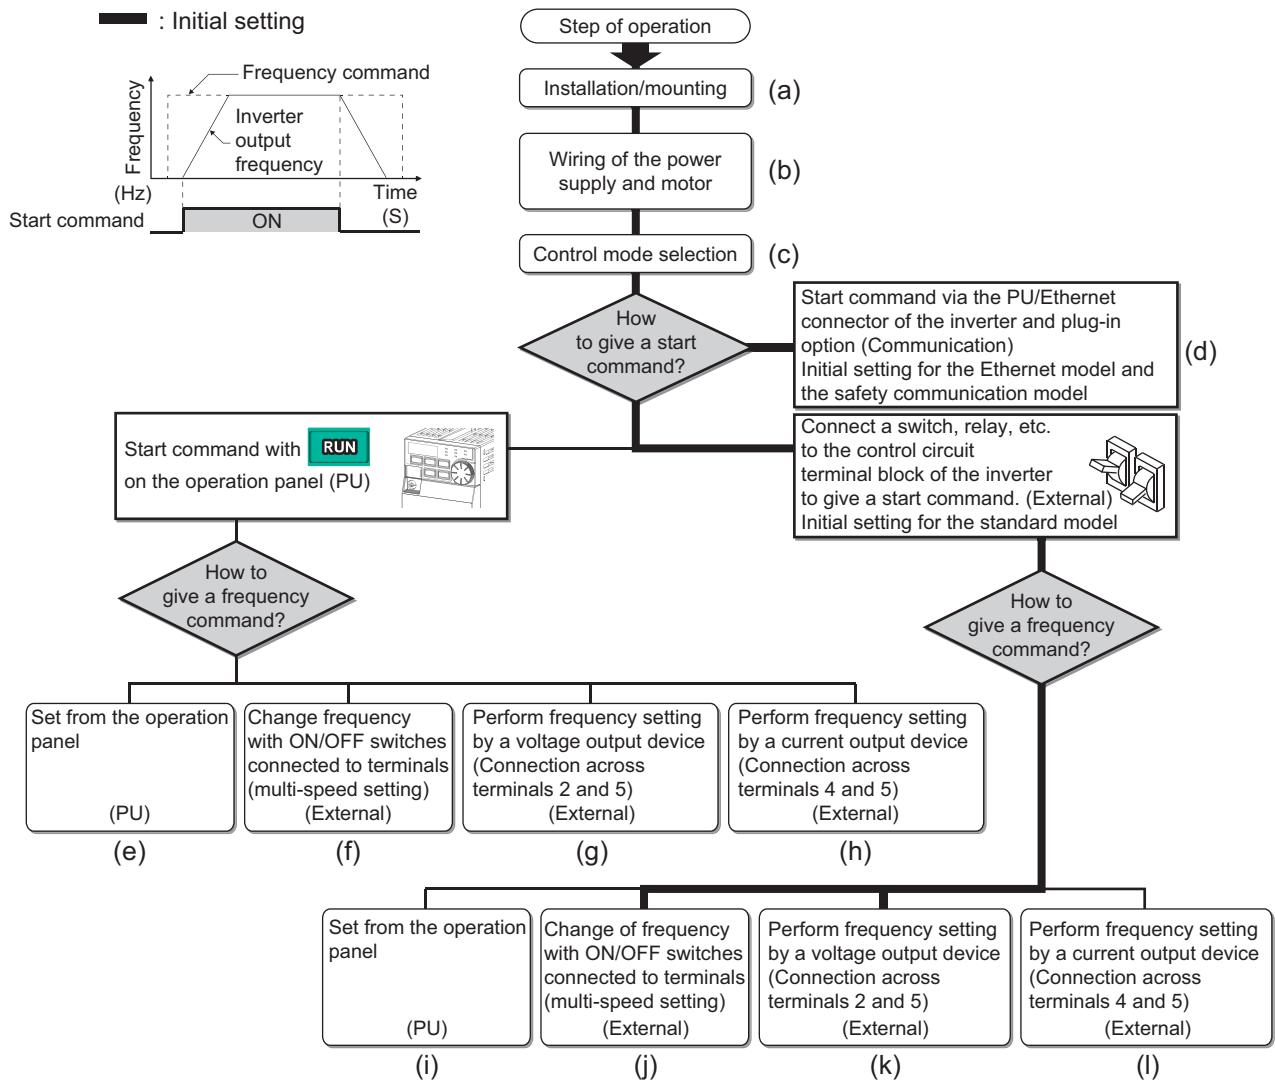 : Initial setting
Frequency command
Inverter
output
frequency
Frequency
(Hz)
Time
(S)
Start command
ON
Step of operation
Installation/mounting
(a)
Wiring of the power
supply and motor
(b)
Control mode selection
(c)
How
to give a start
command?
Start command via the PU/Ethernet
connector of the inverter and plug-in
option (Communication)
Initial setting for the Ethernet model and
the safety communication model
(d)
Start command with RUN
on the operation panel (PU)
Connect a switch, relay, etc.
to the control circuit
terminal block of the inverter
to give a start command. (External)
Initial setting for the standard model
How to
give a frequency
command?
How to
give a frequency
command?
Set from the operation
panel
(PU)
(e)
Change frequency
with ON/OFF switches
connected to terminals
(multi-speed setting)
(External)
(f)
Perform frequency setting
by a voltage output device
(Connection across
terminals 2 and 5)
(External)
(g)
Perform frequency setting
by a current output device
(Connection across
terminals 4 and 5)
(External)
(h)
Set from the operation
panel
(PU)
(i)
Change of frequency
with ON/OFF switches
connected to terminals
(multi-speed setting)
(External)
(j)
Perform frequency setting
by a voltage output device
(Connection across
terminals 2 and 5)
(External)
(k)
Perform frequency setting
by a current output device
(Connection across
terminals 4 and 5)
(External)
(l)